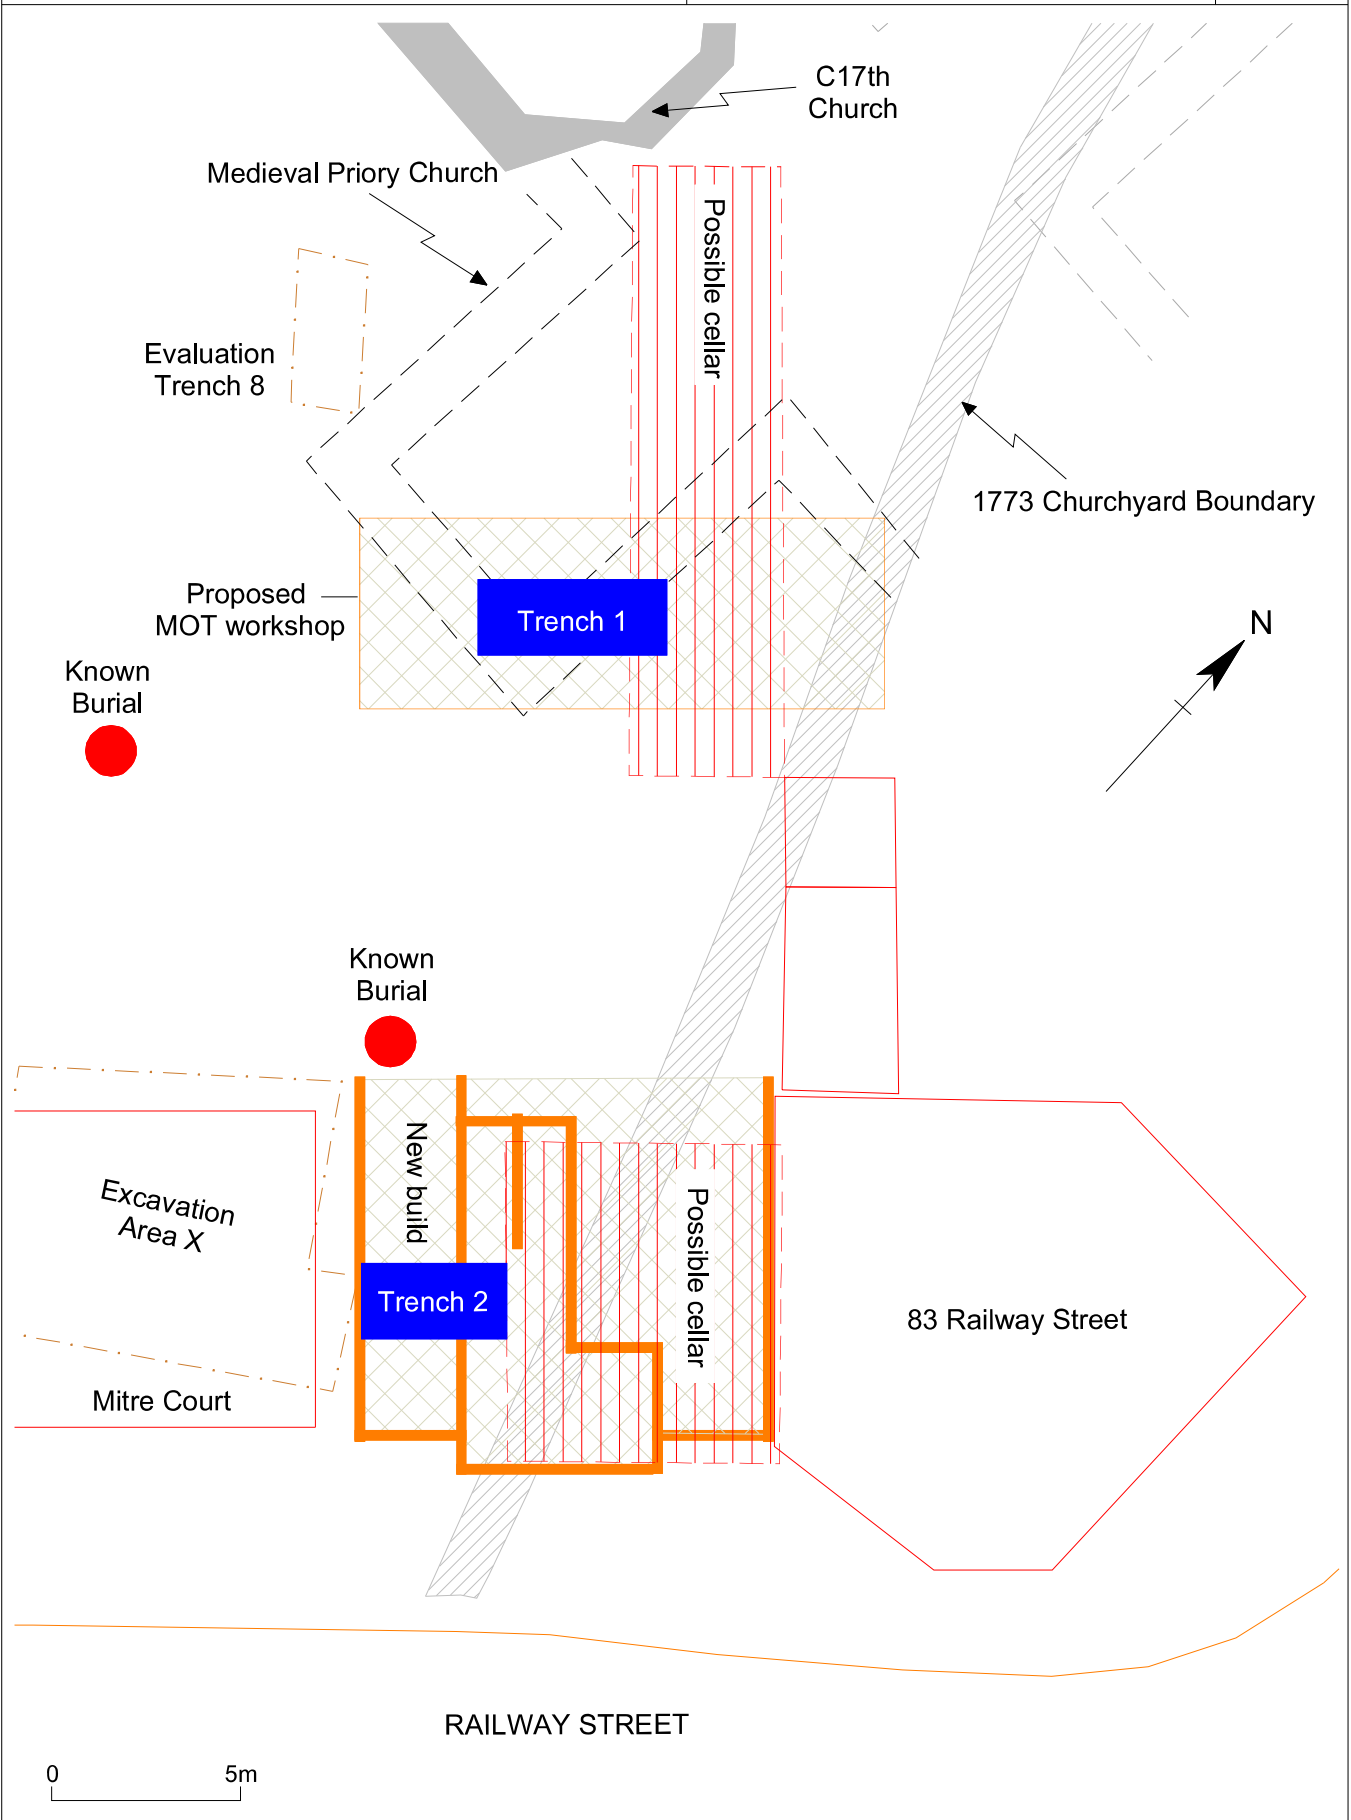 C17th
Church
Medieval Priory Church
Possible cellar
Evaluation
Trench 8
1773 Churchyard Boundary
Proposed
MOT workshop
Trench 1
N
Known
Burial
Known
Burial
New build
Excavation
Area X
Possible cellar
Trench 2
83 Railway Street
Mitre Court
RAILWAY STREET
0 5m